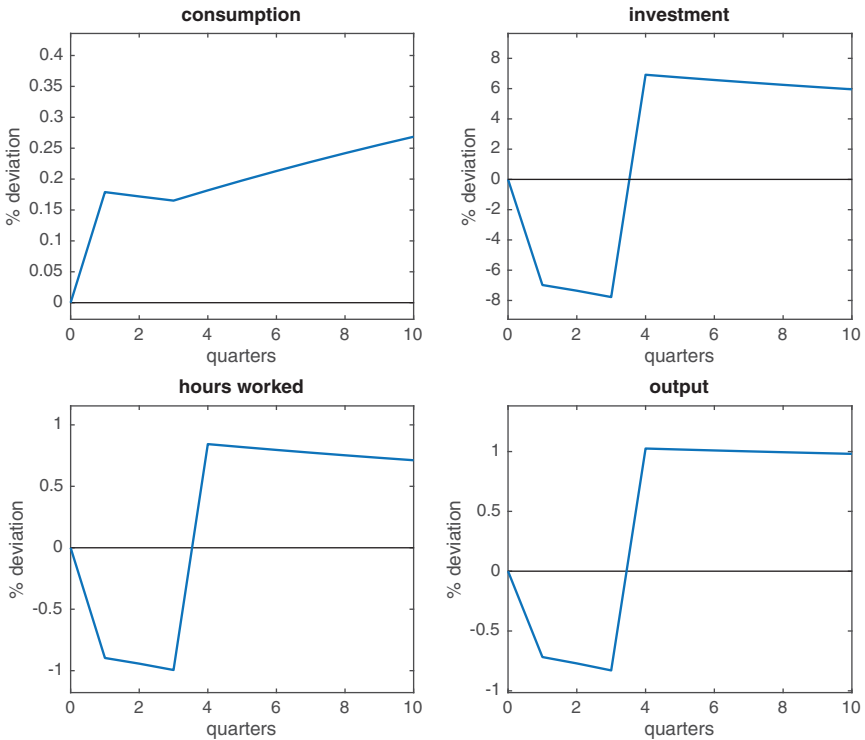 consumption
% deviation
0.4
0.35
0.3
0.25
0.2
0.15
0.1
0.05
0
0 2 4 6 8 10
quarters
investment
% deviation
8
6
4
2
0
-2
-4
-6
-8
0 2 4 6 8 10
quarters
hours worked
% deviation
1
0.5
0
-0.5
-1
0 2 4 6 8 10
quarters
output
% deviation
1
0.5
0
-0.5
-1
0 2 4 6 8 10
quarters